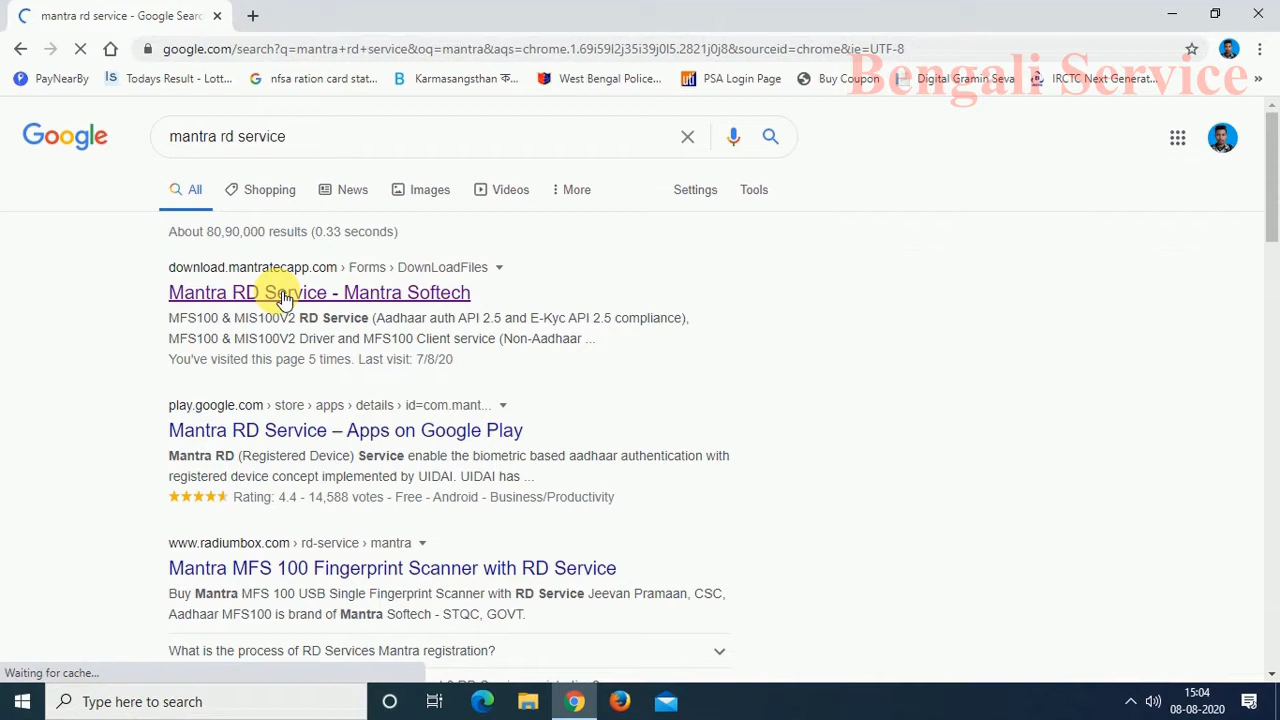 mantra rd service - Google Searc
google.com/search?q=mantra+rd+service&oq=mantra&aqs=chrome.1.69i59l2j35i39j0l5.2821j0j8&sourceid=chrome&ie=UTF-8
PayNearBy
Todays Result - Lott...
nfsa ration card stat...
Karmasangsthan কৰ্...
West Bengal Police...
PSA Login Page
Buy Coupon
Digital Gramin Seva
IRCTC Next Generat...
Bengali Service
Google
mantra rd service
All
Shopping
News
Images
Videos
More
Settings
Tools
About 80,90,000 results (0.33 seconds)
download.mantratecapp.com › Forms › DownLoadFiles
Mantra RD Service - Mantra Softech
MFS100 & MIS100V2 RD Service (Aadhaar auth API 2.5 and E-Kyc API 2.5 compliance),
MFS100 & MIS100V2 Driver and MFS100 Client service (Non-Aadhaar ...
You've visited this page 5 times. Last visit: 7/8/20
play.google.com › store › apps › details › id=com.mant...
Mantra RD Service – Apps on Google Play
Mantra RD (Registered Device) Service enable the biometric based aadhaar authentication with
registered device concept implemented by UIDAI. UIDAI has ...
Rating: 4.4 - 14,588 votes - Free - Android - Business/Productivity
www.radiumbox.com › rd-service › mantra
Mantra MFS 100 Fingerprint Scanner with RD Service
Buy Mantra MFS 100 USB Single Fingerprint Scanner with RD Service Jeevan Pramaan, CSC,
Aadhaar MFS100 is brand of Mantra Softech - STQC, GOVT.
What is the process of RD Services Mantra registration?
Waiting for cache...
Type here to search
15:04
08-08-2020